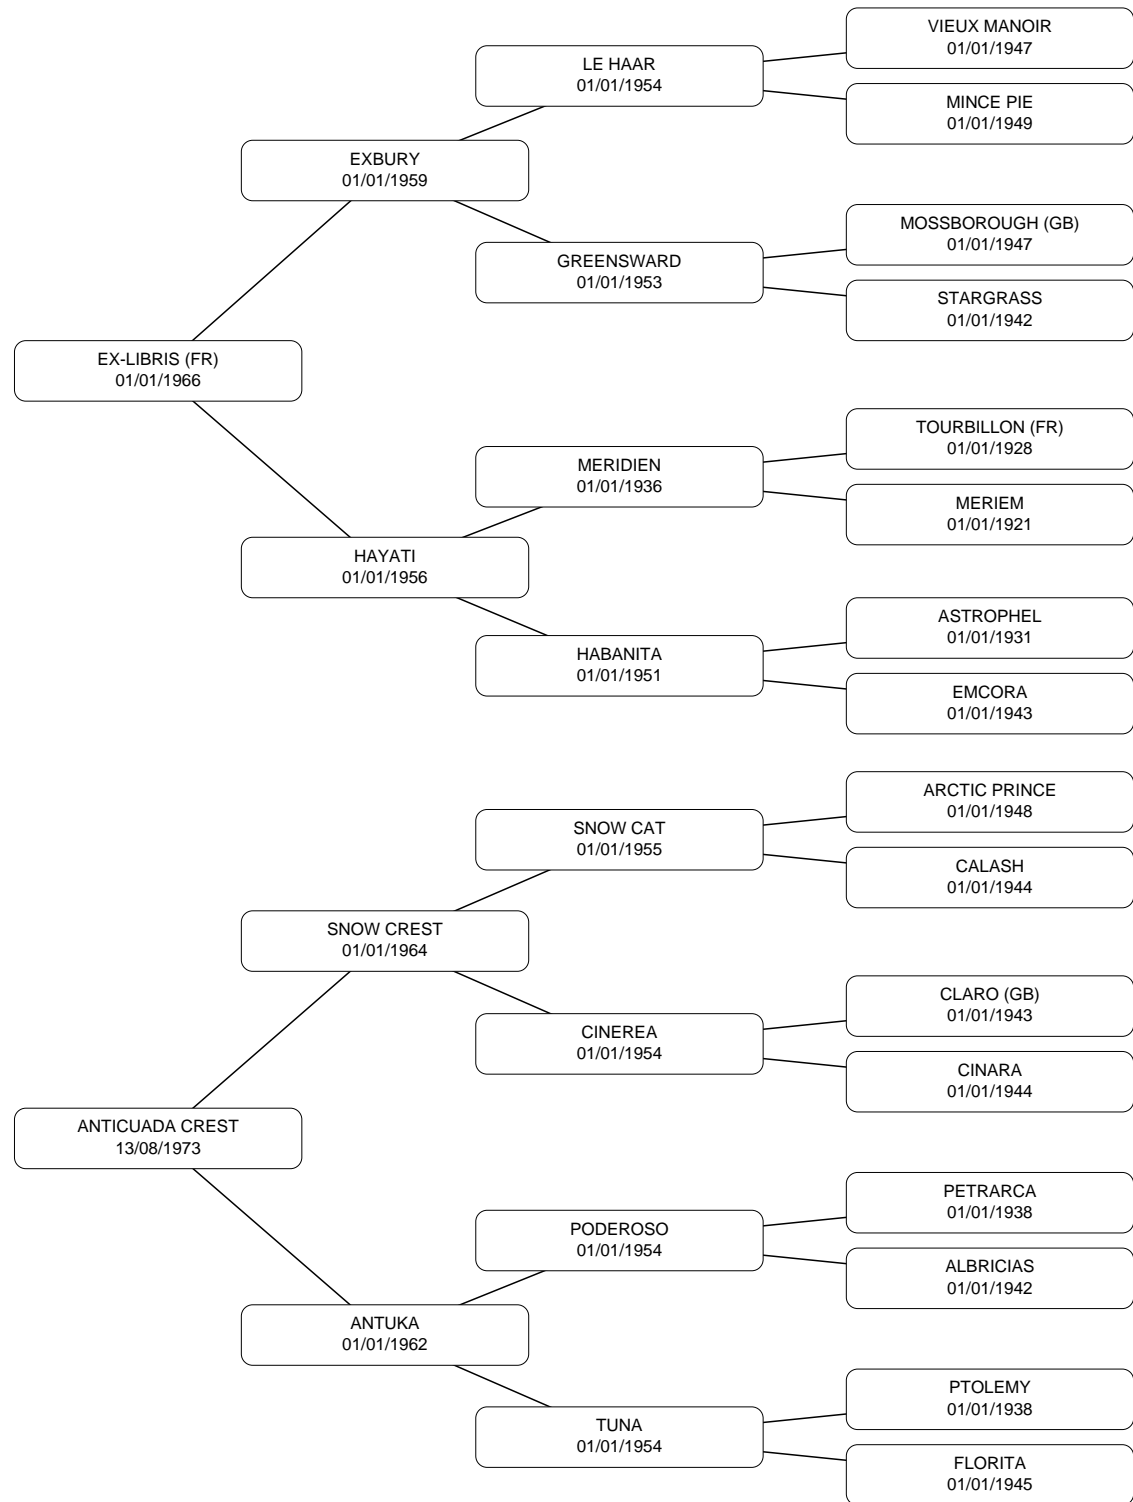 VIEUX MANOIR
01/01/1947
LE HAAR
01/01/1954
MINCE PIE
01/01/1949
EXBURY
01/01/1959
MOSSBOROUGH (GB)
01/01/1947
GREENSWARD
01/01/1953
STARGRASS
01/01/1942
EX-LIBRIS (FR)
01/01/1966
TOURBILLON (FR)
01/01/1928
MERIDIEN
01/01/1936
MERIEM
01/01/1921
HAYATI
01/01/1956
ASTROPHEL
01/01/1931
HABANITA
01/01/1951
EMCORA
01/01/1943
ARCTIC PRINCE
01/01/1948
SNOW CAT
01/01/1955
CALASH
01/01/1944
SNOW CREST
01/01/1964
CLARO (GB)
01/01/1943
CINEREA
01/01/1954
CINARA
01/01/1944
ANTICUADA CREST
13/08/1973
PETRARCA
01/01/1938
PODEROSO
01/01/1954
ALBRICIAS
01/01/1942
ANTUKA
01/01/1962
PTOLEMY
01/01/1938
TUNA
01/01/1954
FLORITA
01/01/1945